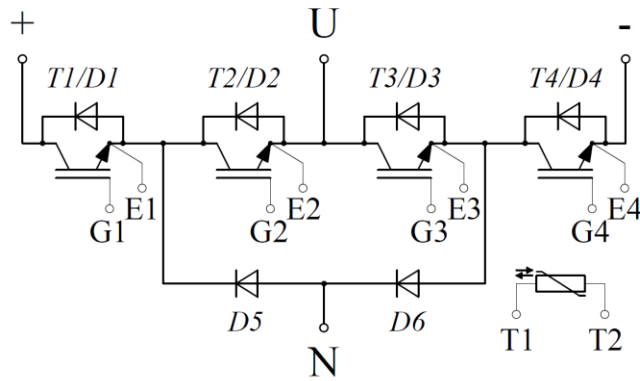 + U -
T1/D1 T2/D2 T3/D3 T4/D4
E1 E2 E3 E4
G1 G2 G3 G4
D5 D6
T1 T2
N